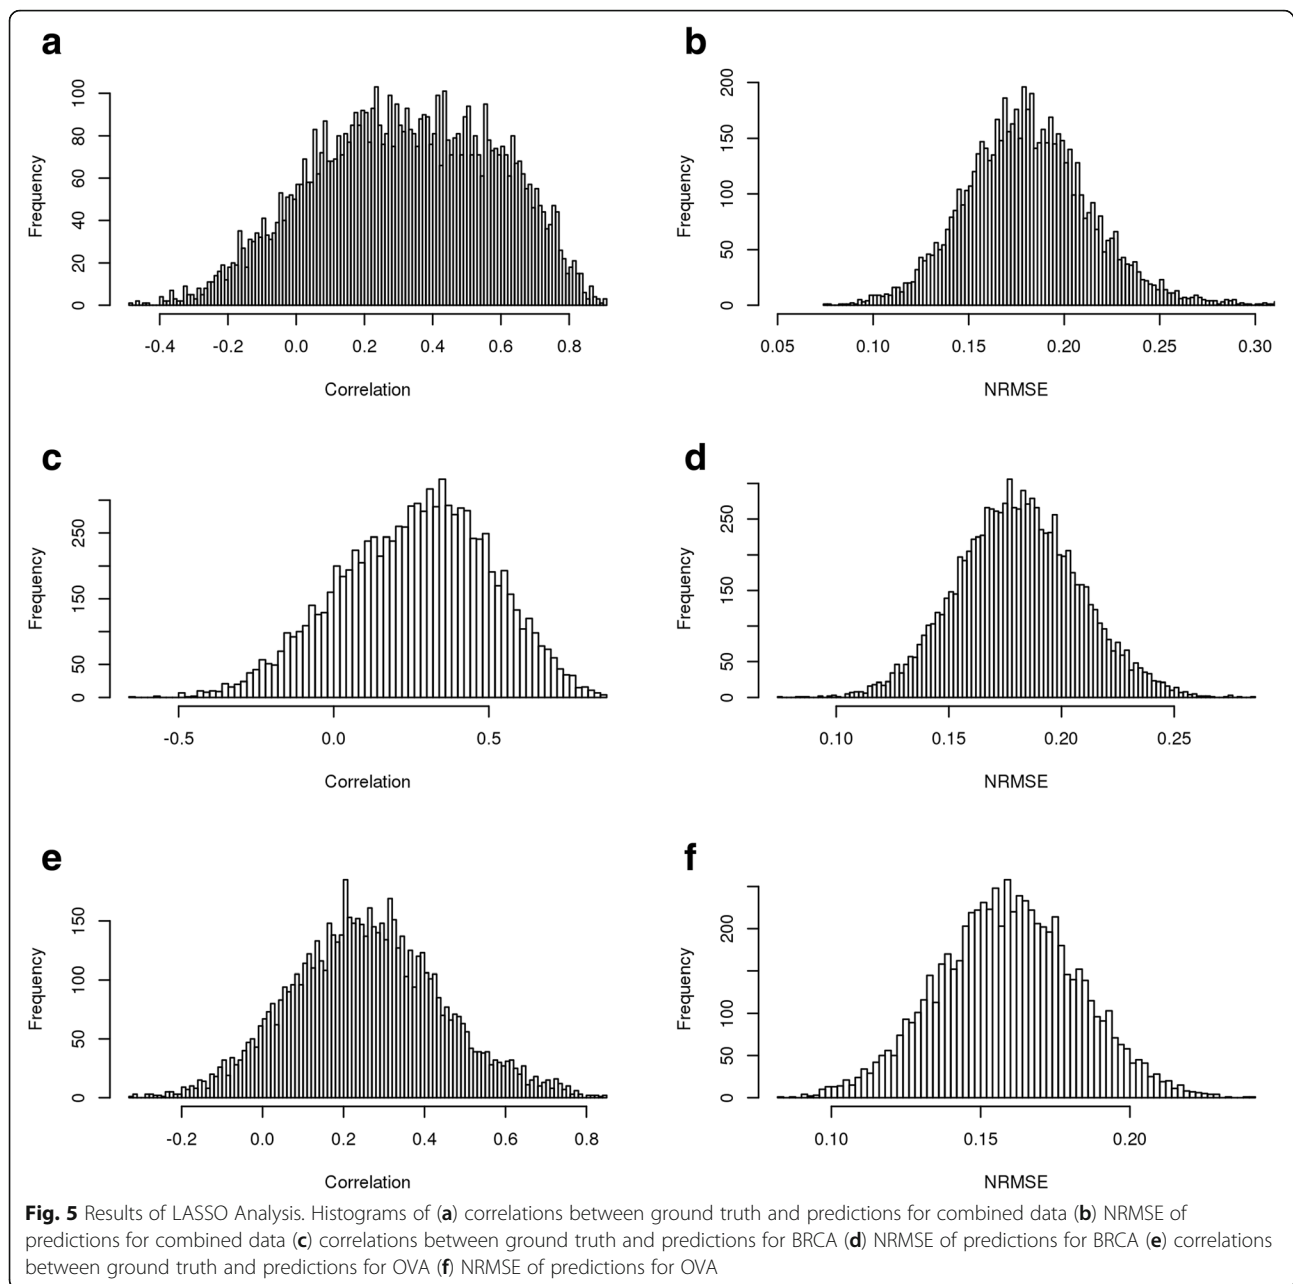 a
b
100
80
60
40
20
0
Frequency
-0.4 -0.2 0.0 0.2 0.4 0.6 0.8
Correlation
200
150
100
50
0
Frequency
0.05 0.10 0.15 0.20 0.25 0.30
NRMSE
c
d
250
150
50
0
Frequency
-0.5 0.0 0.5
Correlation
250
150
50
0
Frequency
0.10 0.15 0.20 0.25
NRMSE
e
f
150
100
50
0
Frequency
-0.2 0.0 0.2 0.4 0.6 0.8
Correlation
200
100
50
0
Frequency
0.10 0.15 0.20
NRMSE
Fig. 5 Results of LASSO Analysis. Histograms of (a) correlations between ground truth and predictions for combined data (b) NRMSE of
predictions for combined data (c) correlations between ground truth and predictions for BRCA (d) NRMSE of predictions for BRCA (e) correlations
between ground truth and predictions for OVA (f) NRMSE of predictions for OVA